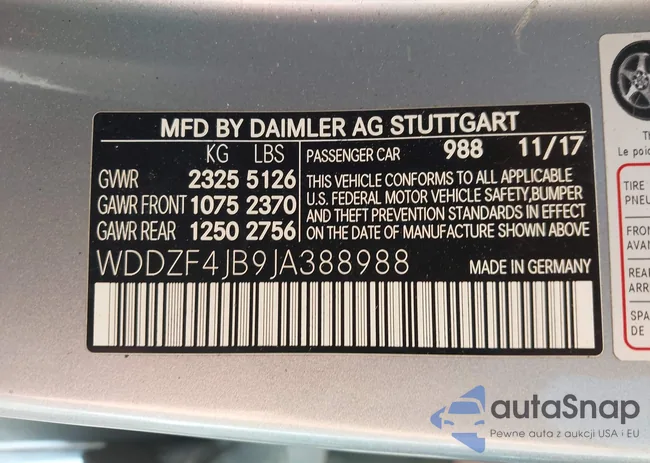 MFD BY DAIMLER AG STUTTGART
KG LBS
GVWR 2325 5126
GAWR FRONT 1075 2370
GAWR REAR 1250 2756
PASSENGER CAR 988 11/17
THIS VEHICLE CONFORMS TO ALL APPLICABLE
U.S. FEDERAL MOTOR VEHICLE SAFETY,BUMPER
AND THEFT PREVENTION STANDARDS IN EFFECT
ON THE DATE OF MANUFACTURE SHOWN ABOVE
WDDZF4JB9JA388988 MADE IN GERMANY
Le poi
TIRE
PNEU
FRON
AVAN
REAR
ARR
SPA
DE
autaSnap
Pewne auta z aukcji USA i EU